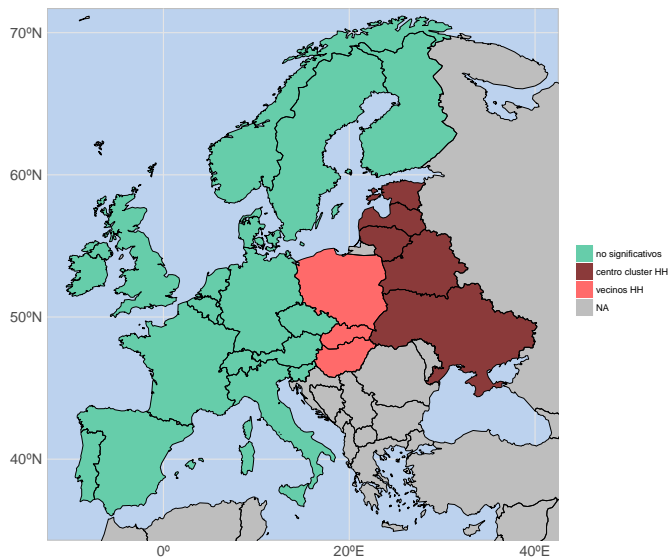 70ºN
60ºN
50ºN
40ºN
0º
20ºE
40ºE
no significativos
centro cluster HH
vecinos HH
NA